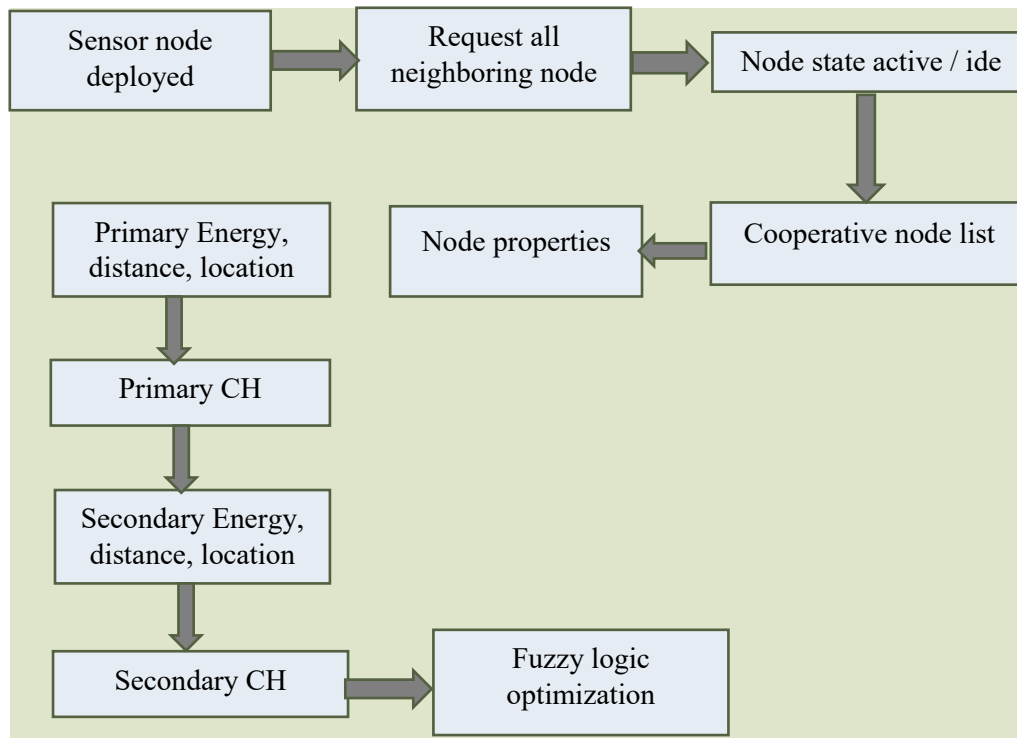 Sensor node
deployed
Request all
neighboring node
Node state active / ide
Cooperative node list
Node properties
Primary Energy,
distance, location
Primary CH
Secondary Energy,
distance, location
Secondary CH
Fuzzy logic
optimization